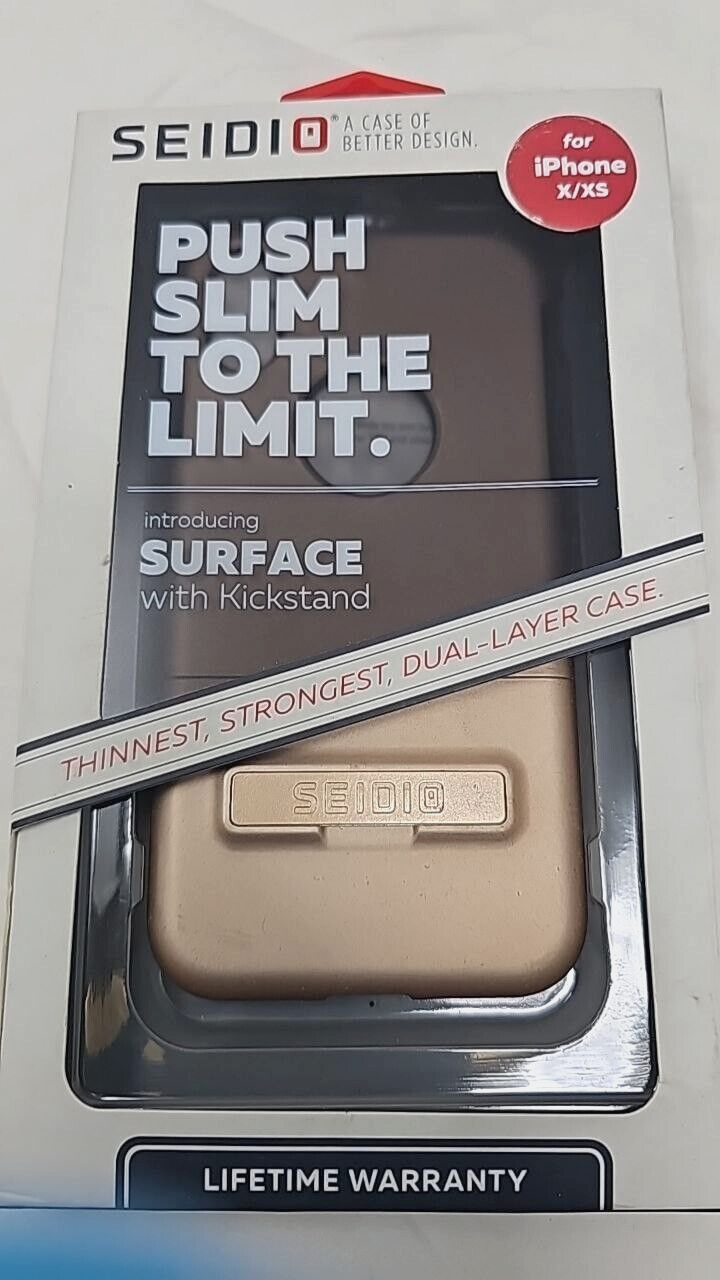 SEIDIO® A CASE OF
BETTER DESIGN.
for
iPhone
X/XS
PUSH
SLIM
TO THE
LIMIT.
introducing
SURFACE
with Kickstand
THINNEST, STRONGEST, DUAL-LAYER CASE.
SEIDIO
LIFETIME WARRANTY